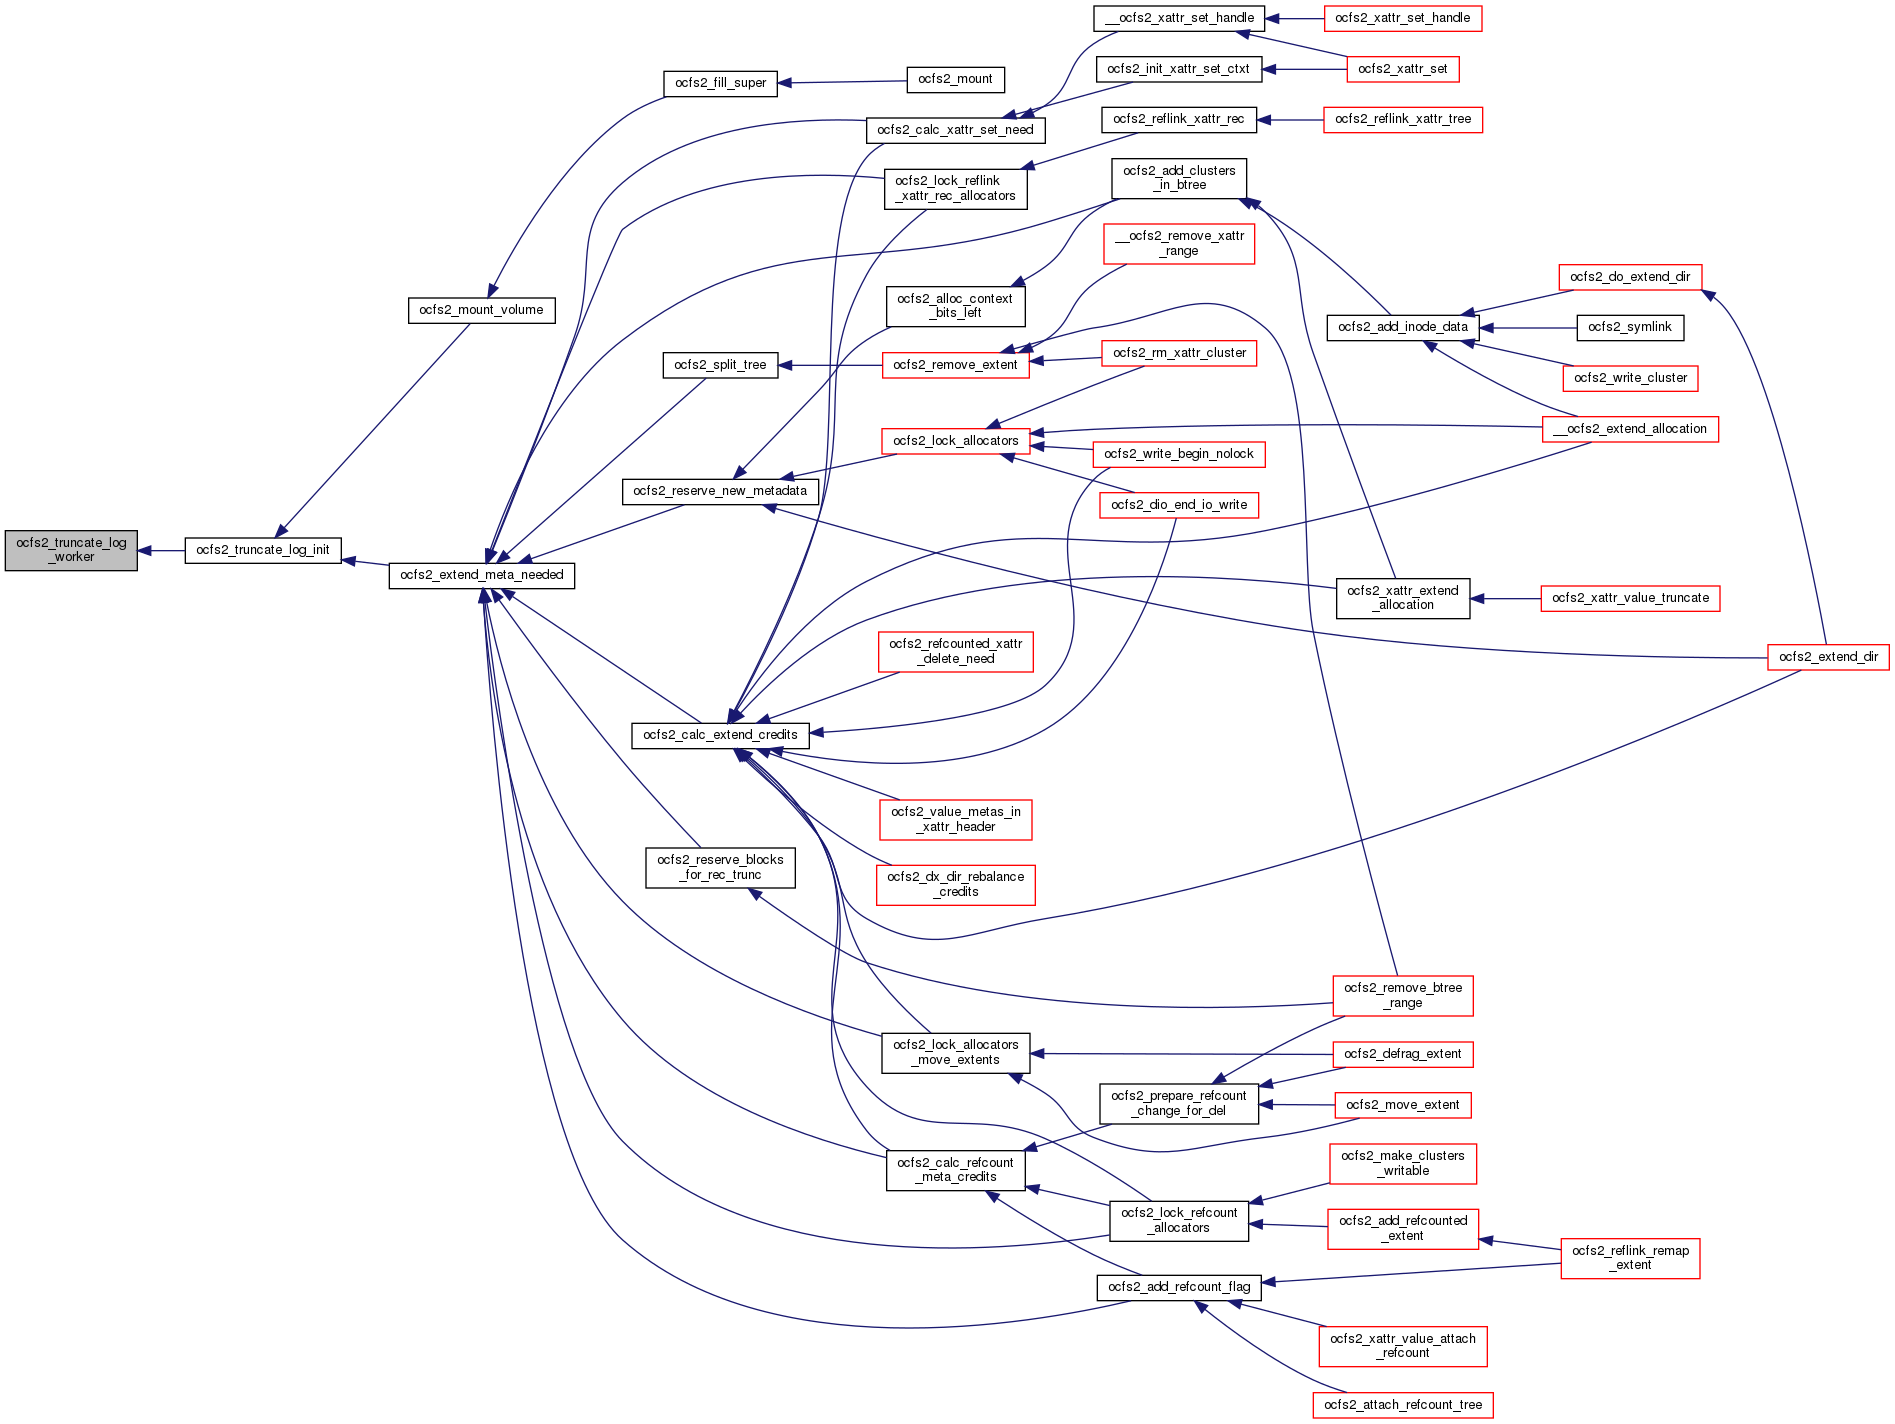 __ocfs2_xattr_set_handle
ocfs2_xattr_set_handle
ocfs2_fill_super
ocfs2_mount
ocfs2_init_xattr_set_ctxt
ocfs2_xattr_set
ocfs2_calc_xattr_set_need
ocfs2_reflink_xattr_rec
ocfs2_reflink_xattr_tree
ocfs2_lock_reflink
_xattr_rec_allocators
ocfs2_add_clusters
_in_btree
__ocfs2_remove_xattr
_range
ocfs2_mount_volume
ocfs2_alloc_context
_bits_left
ocfs2_do_extend_dir
ocfs2_add_inode_data
ocfs2_symlink
ocfs2_split_tree
ocfs2_remove_extent
ocfs2_rm_xattr_cluster
ocfs2_write_cluster
ocfs2_lock_allocators
__ocfs2_extend_allocation
ocfs2_write_begin_nolock
ocfs2_reserve_new_metadata
ocfs2_dio_end_io_write
ocfs2_truncate_log
_worker
ocfs2_truncate_log_init
ocfs2_extend_meta_needed
ocfs2_xattr_extend
_allocation
ocfs2_xattr_value_truncate
ocfs2_refcounted_xattr
_delete_need
ocfs2_extend_dir
ocfs2_calc_extend_credits
ocfs2_value_metas_in
_xattr_header
ocfs2_reserve_blocks
_for_rec_trunc
ocfs2_dx_dir_rebalance
_credits
ocfs2_remove_btree
_range
ocfs2_lock_allocators
_move_extents
ocfs2_defrag_extent
ocfs2_prepare_refcount
_change_for_del
ocfs2_move_extent
ocfs2_calc_refcount
_meta_credits
ocfs2_make_clusters
_writable
ocfs2_lock_refcount
_allocators
ocfs2_add_refcounted
_extent
ocfs2_reflink_remap
_extent
ocfs2_add_refcount_flag
ocfs2_xattr_value_attach
_refcount
ocfs2_attach_refcount_tree